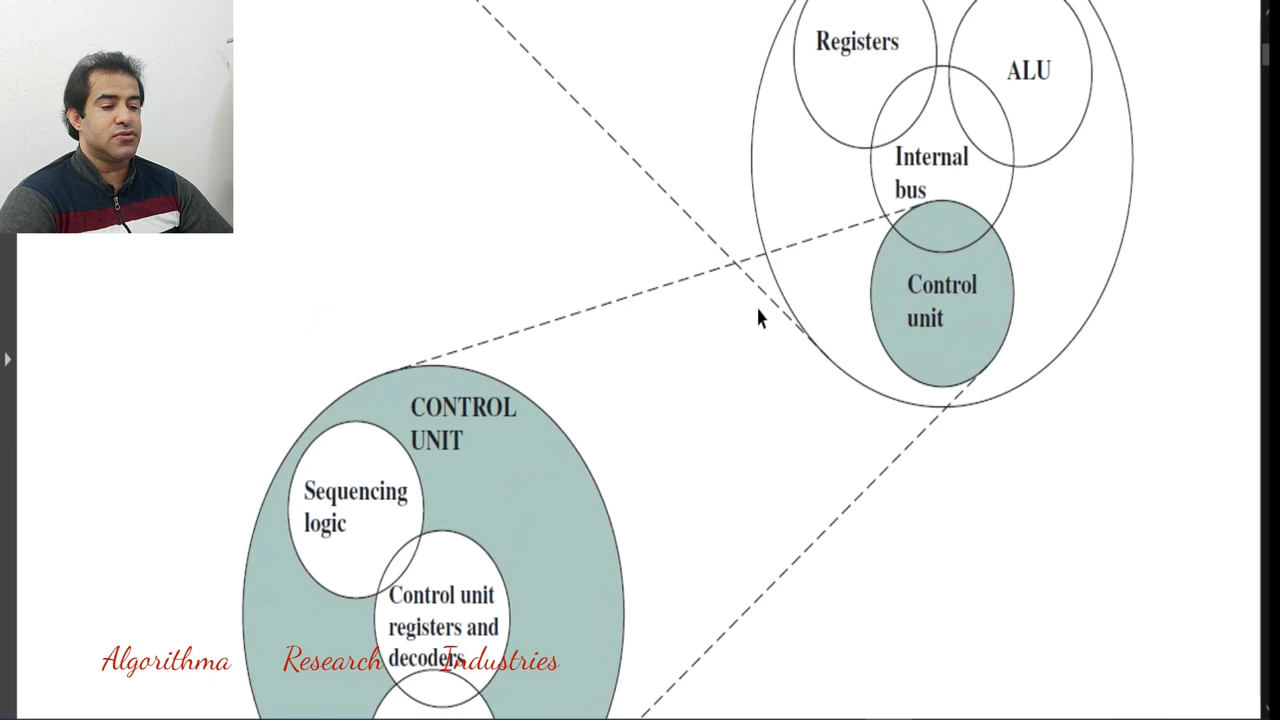 Registers
ALU
Internal
bus
Control
unit
CONTROL
UNIT
Sequencing
logic
Control unit
registers and
decoders
Algorithma Research Industries